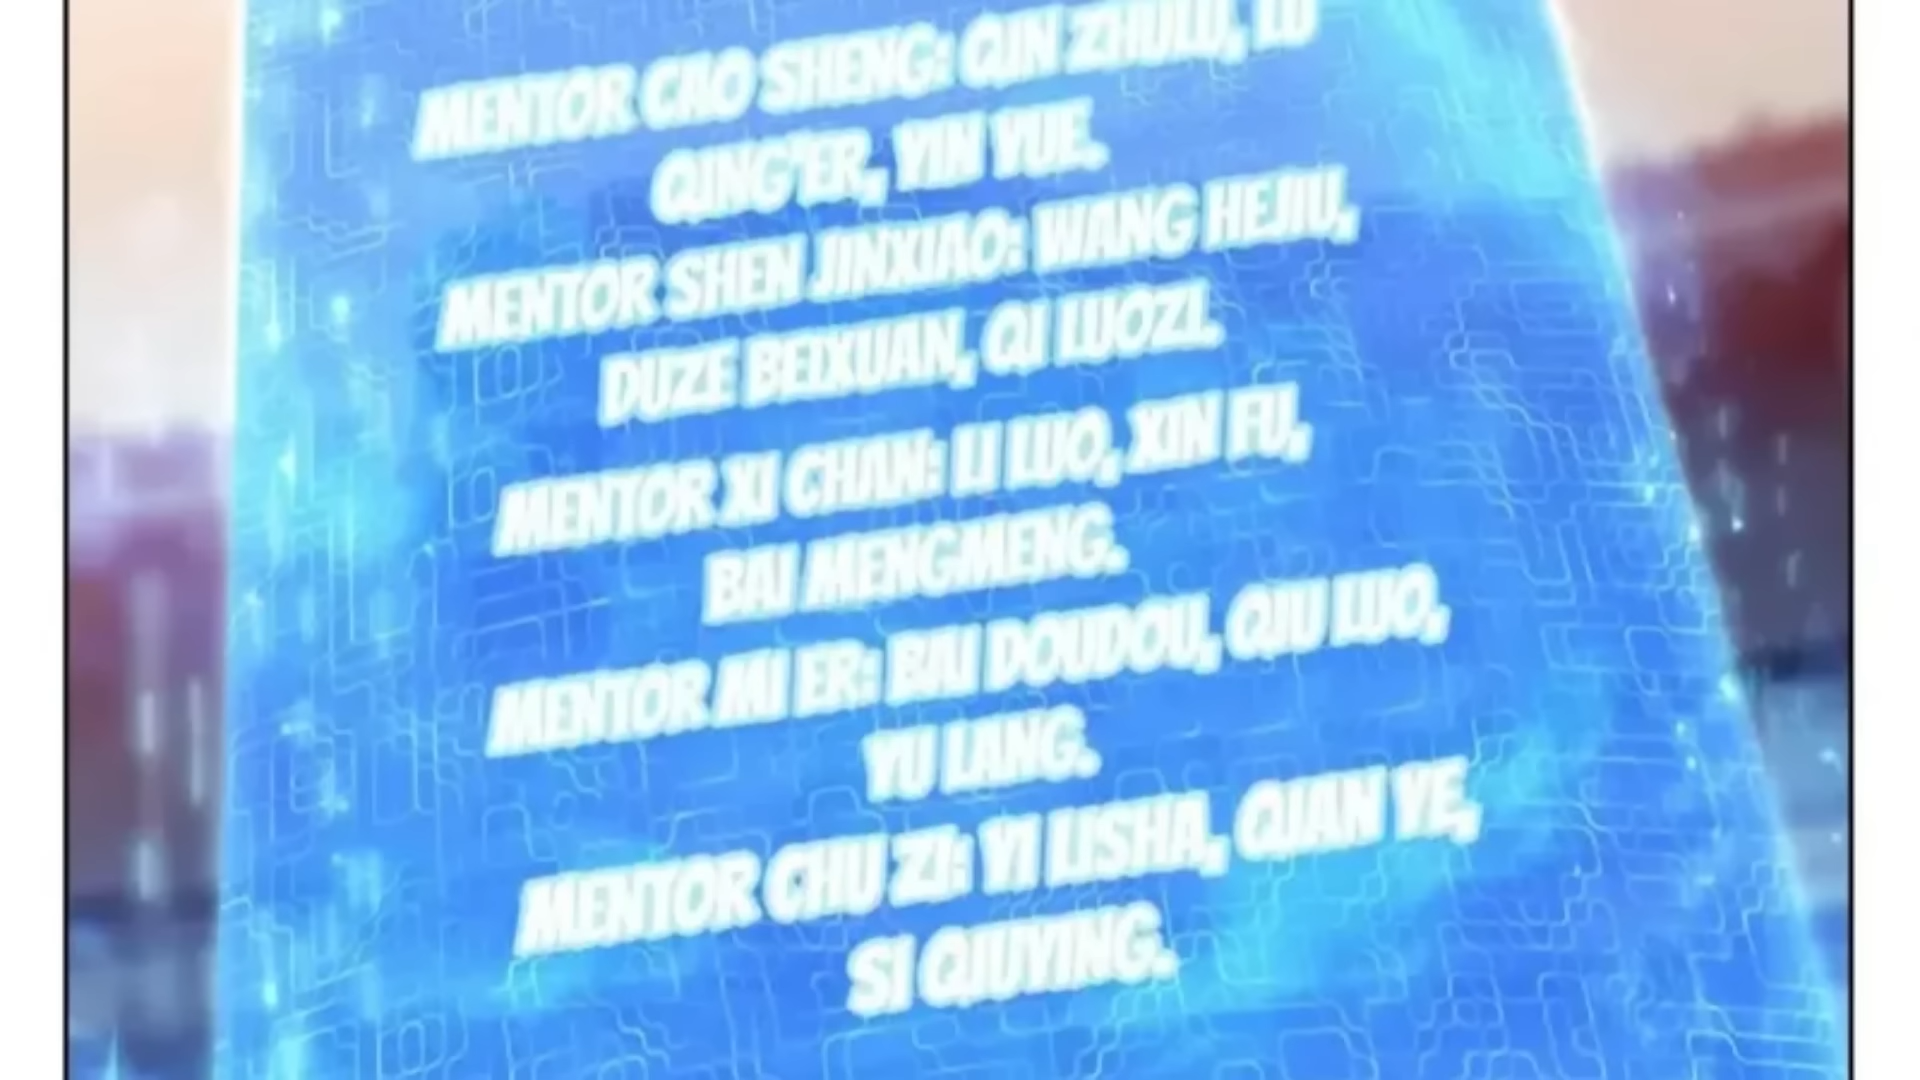 MENTOR CAO SHENG: QIN ZHULU, LU
QING'ER, YIN YUE.
MENTOR SHEN JINXIAO: WANG HEJIU,
DUZE BEIXUAN, QI LUOZI.
MENTOR XI CHAN: LI LUO, XIN FU,
BAI MENGMENG.
MENTOR MI ER: BAI DOUDOU, QIU LUO,
YU LANG.
MENTOR CHU ZI: YI LISHA, QIAN YE,
SI QIUYING.